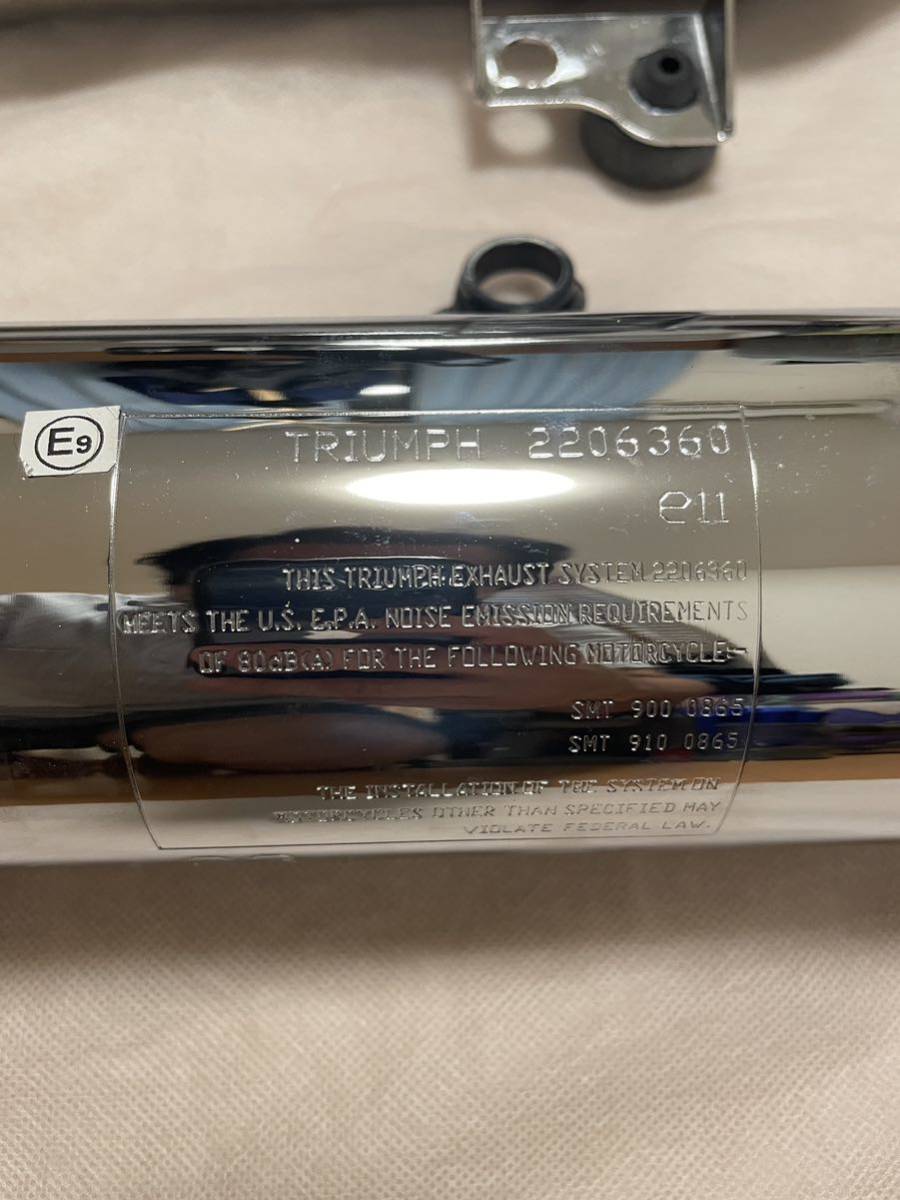 E9
TRIUMPH 2206360
e11
THIS TRIUMPH EXHAUST SYSTEM 2206360
MEETS THE U.S. E.P.A. NOISE EMISSION REQUIREMENTS
OF 80dB(A) FOR THE FOLLOWING MOTORCYCLE:-
SMT 900 0865
SMT 910 0865
THE INSTALLATION OF THE SYSTEM ON
MOTORCYCLES OTHER THAN SPECIFIED MAY
VIOLATE FEDERAL LAW.